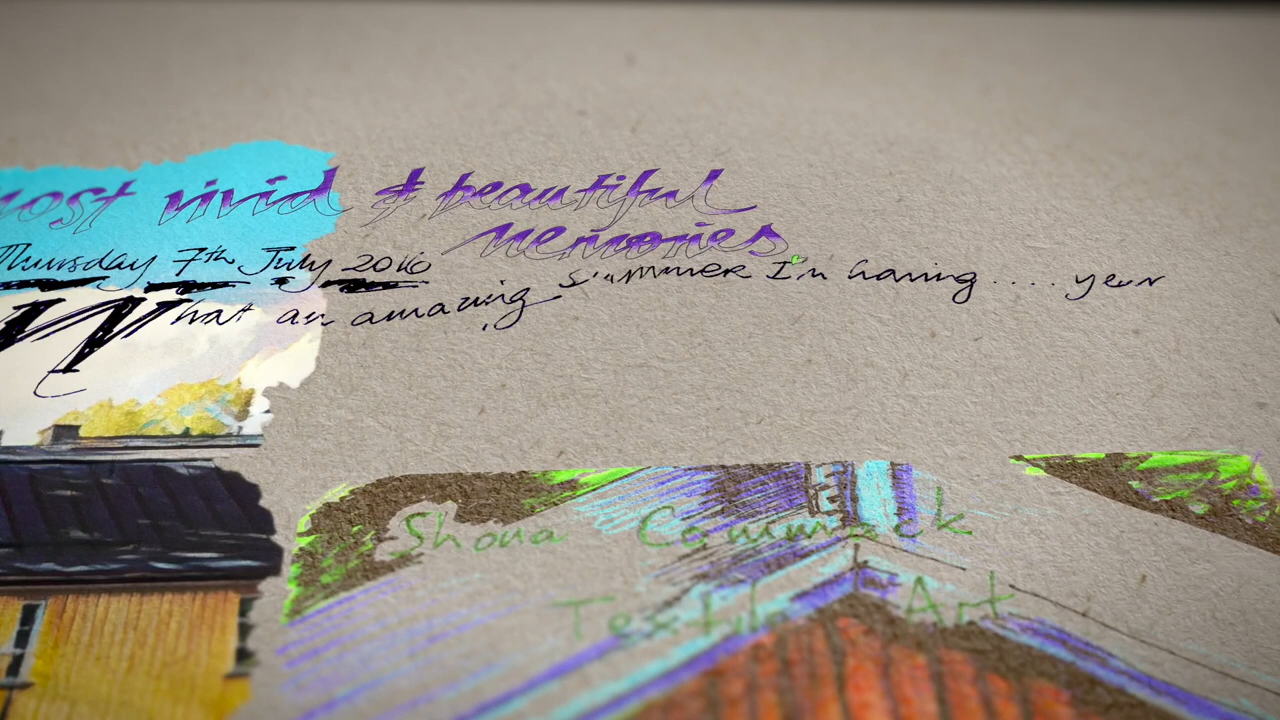 most vivid & beautiful
Memories
Thursday 7th July 2016
What an amazing summer I'm having .... year
Shona Cammack
Textile Art